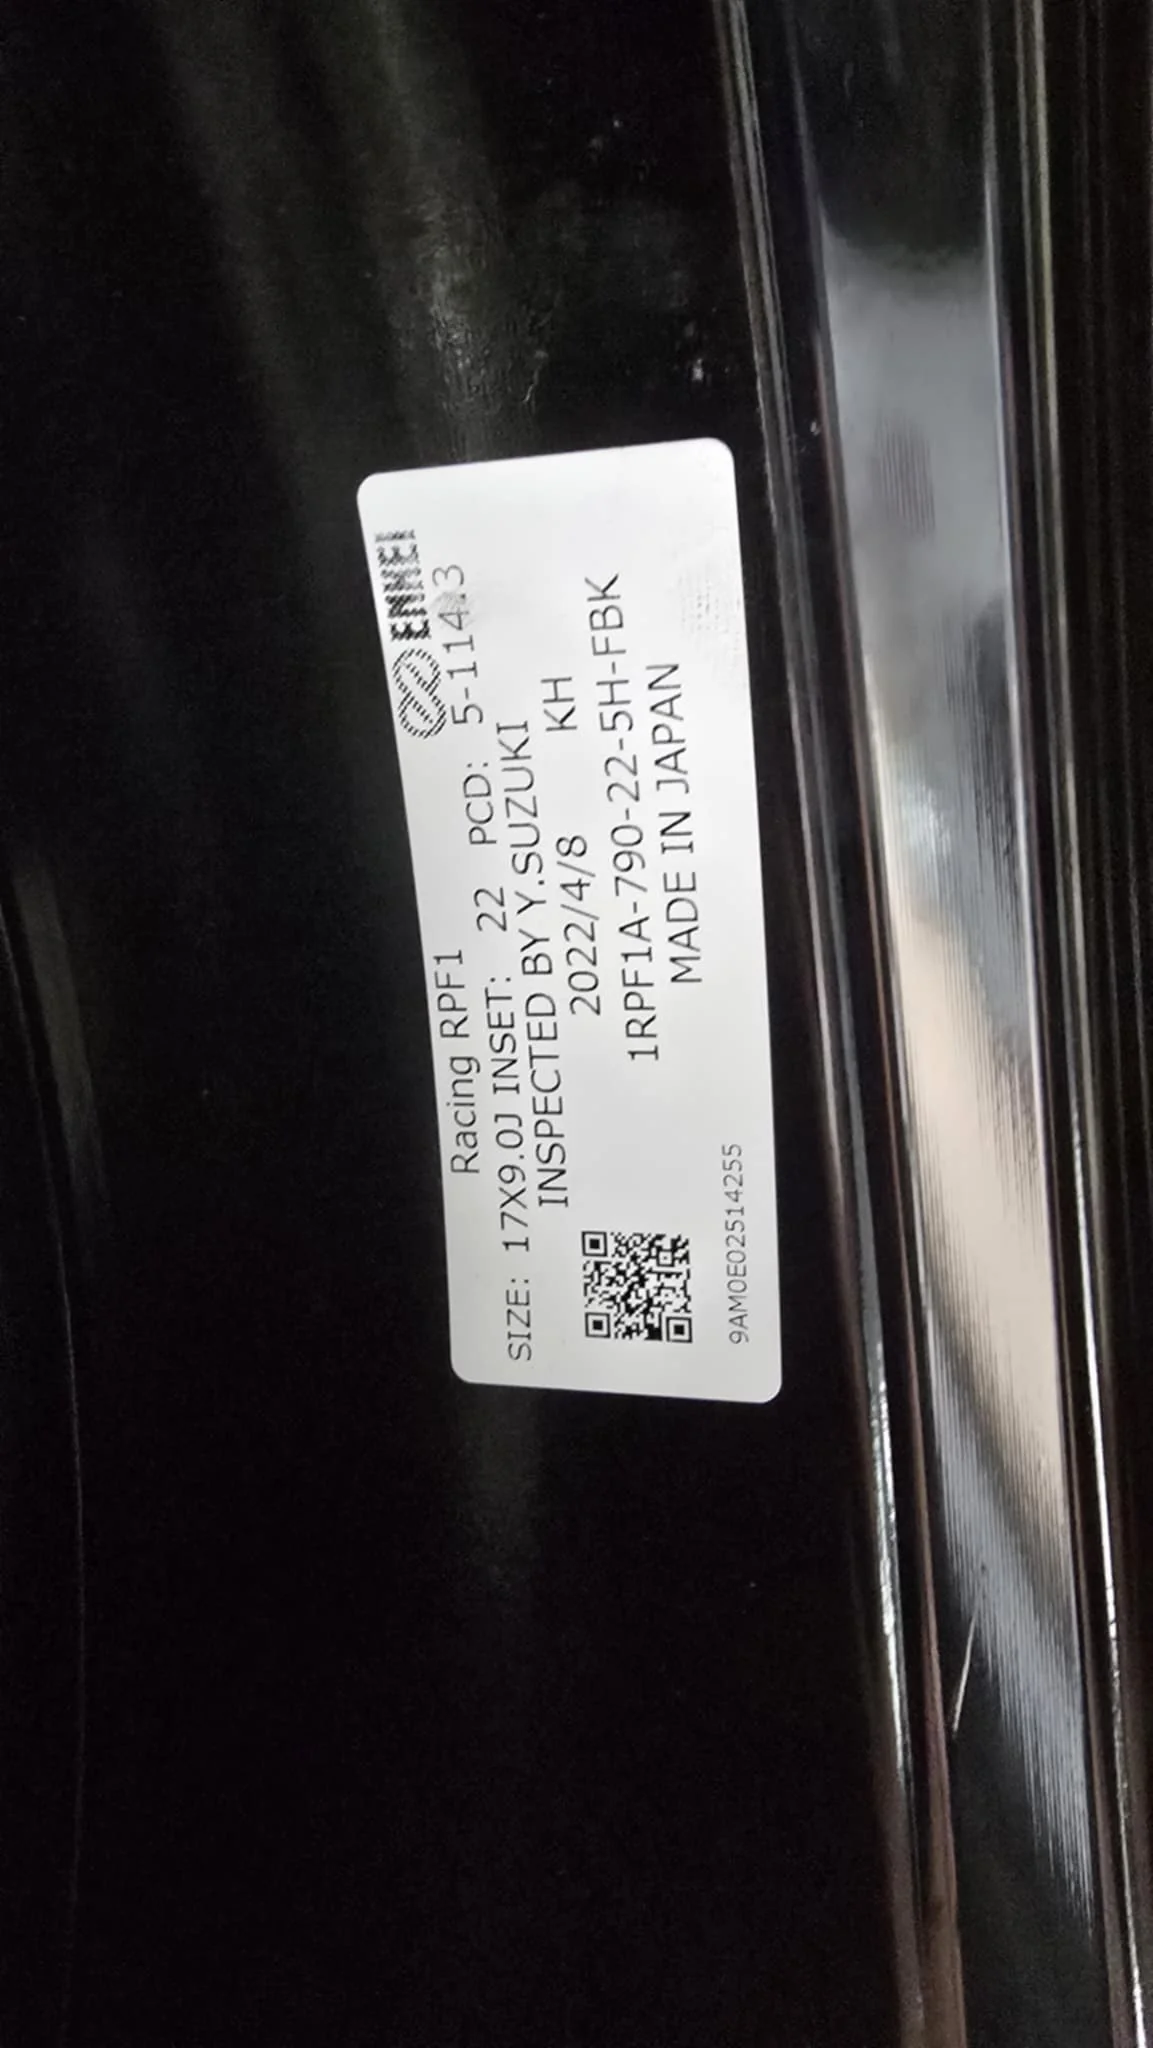 ENKEI
Racing RPF1
SIZE: 17X9.0J INSET: 22 PCD: 5-114.3
INSPECTED BY Y.SUZUKI
2022/4/8 KH
1RPF1A-790-22-5H-FBK
MADE IN JAPAN
9AM0E02514255